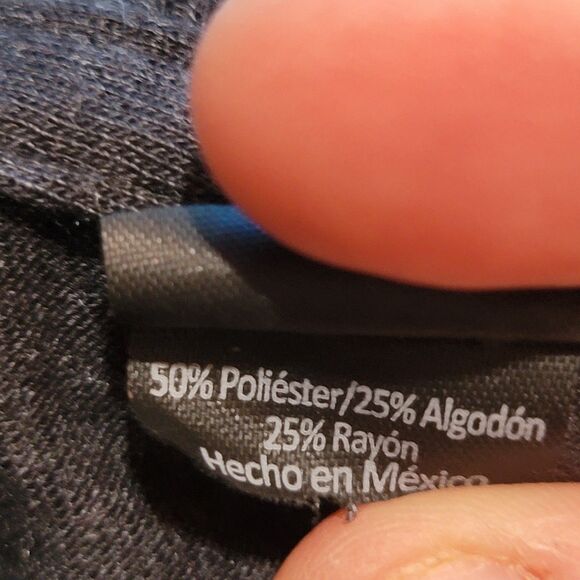 50% Poliéster/25% Algodón
25% Rayón
Hecho en México